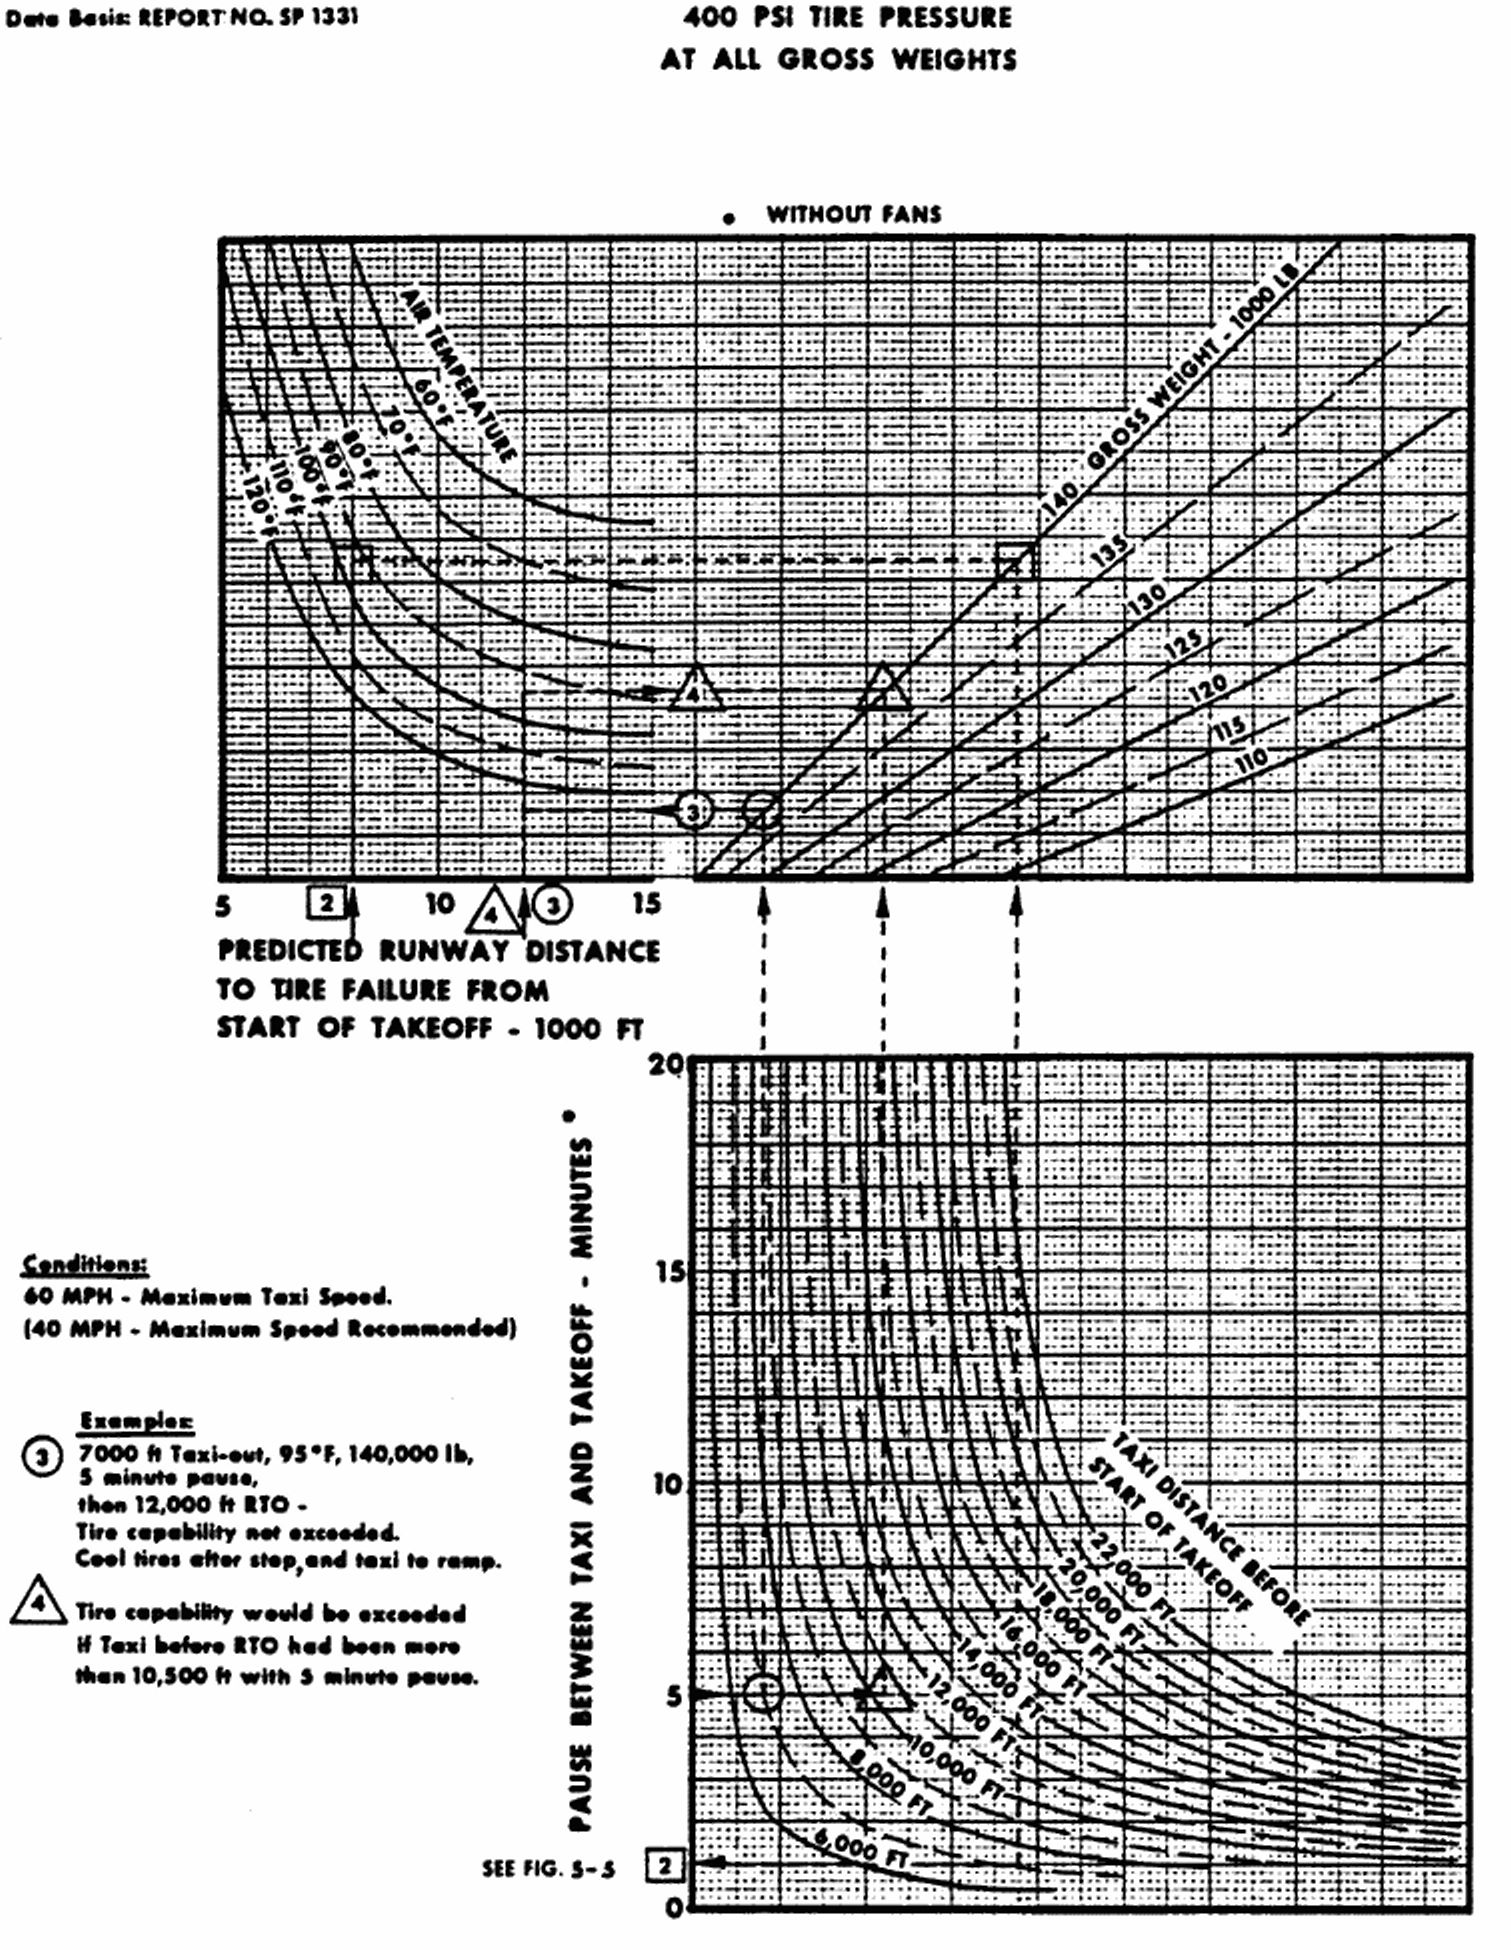 Data Basis: REPORT NO. SP 1331
400 PSI TIRE PRESSURE
AT ALL GROSS WEIGHTS
• WITHOUT FANS
AIR TEMPERATURE
60°F
70°F
80°F
90°F
100°F
110°F
120°F
140 GROSS WEIGHT - 1000 LB
135
130
125
120
115
110
4
3
5 2 10 4 3 15
PREDICTED RUNWAY DISTANCE
TO TIRE FAILURE FROM
START OF TAKEOFF - 1000 FT
PAUSE BETWEEN TAXI AND TAKEOFF - MINUTES •
20
15
10
5
0
TAXI DISTANCE BEFORE
START OF TAKEOFF
22,000 FT
20,000 FT
18,000 FT
16,000 FT
14,000 FT
12,000 FT
10,000 FT
8,000 FT
6,000 FT
SEE FIG. 5-5 2
Conditions:
60 MPH - Maximum Taxi Speed.
(40 MPH - Maximum Speed Recommended)
Examples:
3 7000 ft Taxi-out, 95°F, 140,000 lb,
5 minute pause,
then 12,000 ft RTO -
Tire capability not exceeded.
Cool tires after stop, and taxi to ramp.
4 Tire capability would be exceeded
if Taxi before RTO had been more
than 10,500 ft with 5 minute pause.